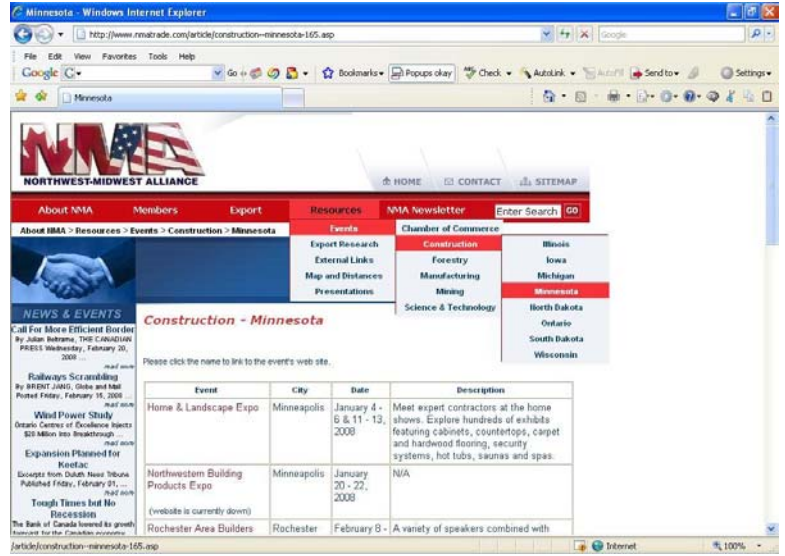 Minnesota - Windows Internet Explorer
http://www.nmatrade.com/article/construction--minnesota-165.asp
Google
File Edit View Favorites Tools Help
Google G Go Bookmarks Popups okay Check AutoLink AutoFill Send to Settings
Minnesota
NMA
NORTHWEST-MIDWEST ALLIANCE
HOME CONTACT SITEMAP
About NMA Members Export Resources NMA Newsletter Enter Search GO
About NMA > Resources > Events > Construction > Minnesota
Events
Export Research
External Links
Map and Distances
Presentations
Chamber of Commerce
Construction
Forestry
Manufacturing
Mining
Science & Technology
Illinois
Iowa
Michigan
Minnesota
North Dakota
Ontario
South Dakota
Wisconsin
NEWS & EVENTS
Call For More Efficient Border
By Julian Beltrame, THE CANADIAN
PRESS Wednesday, February 20,
2008 ...
read more
Railways Scrambling
By BRENT JANG, Globe and Mail
Posted Friday, February 15, 2008 ...
read more
Wind Power Study
Ontario Centres of Excellence Injects
$20 Million Into Breakthrough ...
read more
Expansion Planned for
Keetac
Excerpts from Duluth News Tribune
Published Friday, February 01, ...
read more
Tough Times but No
Recession
The Bank of Canada lowered its growth
forecast for the Canadian economy
Construction - Minnesota
Please click the name to link to the event's web site.
Event City Date Description
Home & Landscape Expo Minneapolis January 4 - Meet expert contractors at the home
6 & 11 - 13, shows. Explore hundreds of exhibits
2008 featuring cabinets, countertops, carpet
and hardwood flooring, security
systems, hot tubs, saunas and spas.
Northwestern Building Minneapolis January N/A
Products Expo 20 - 22,
2008
(website is currently down)
Rochester Area Builders Rochester February 8 - A variety of speakers combined with
/article/construction--minnesota-165.asp Internet 100%